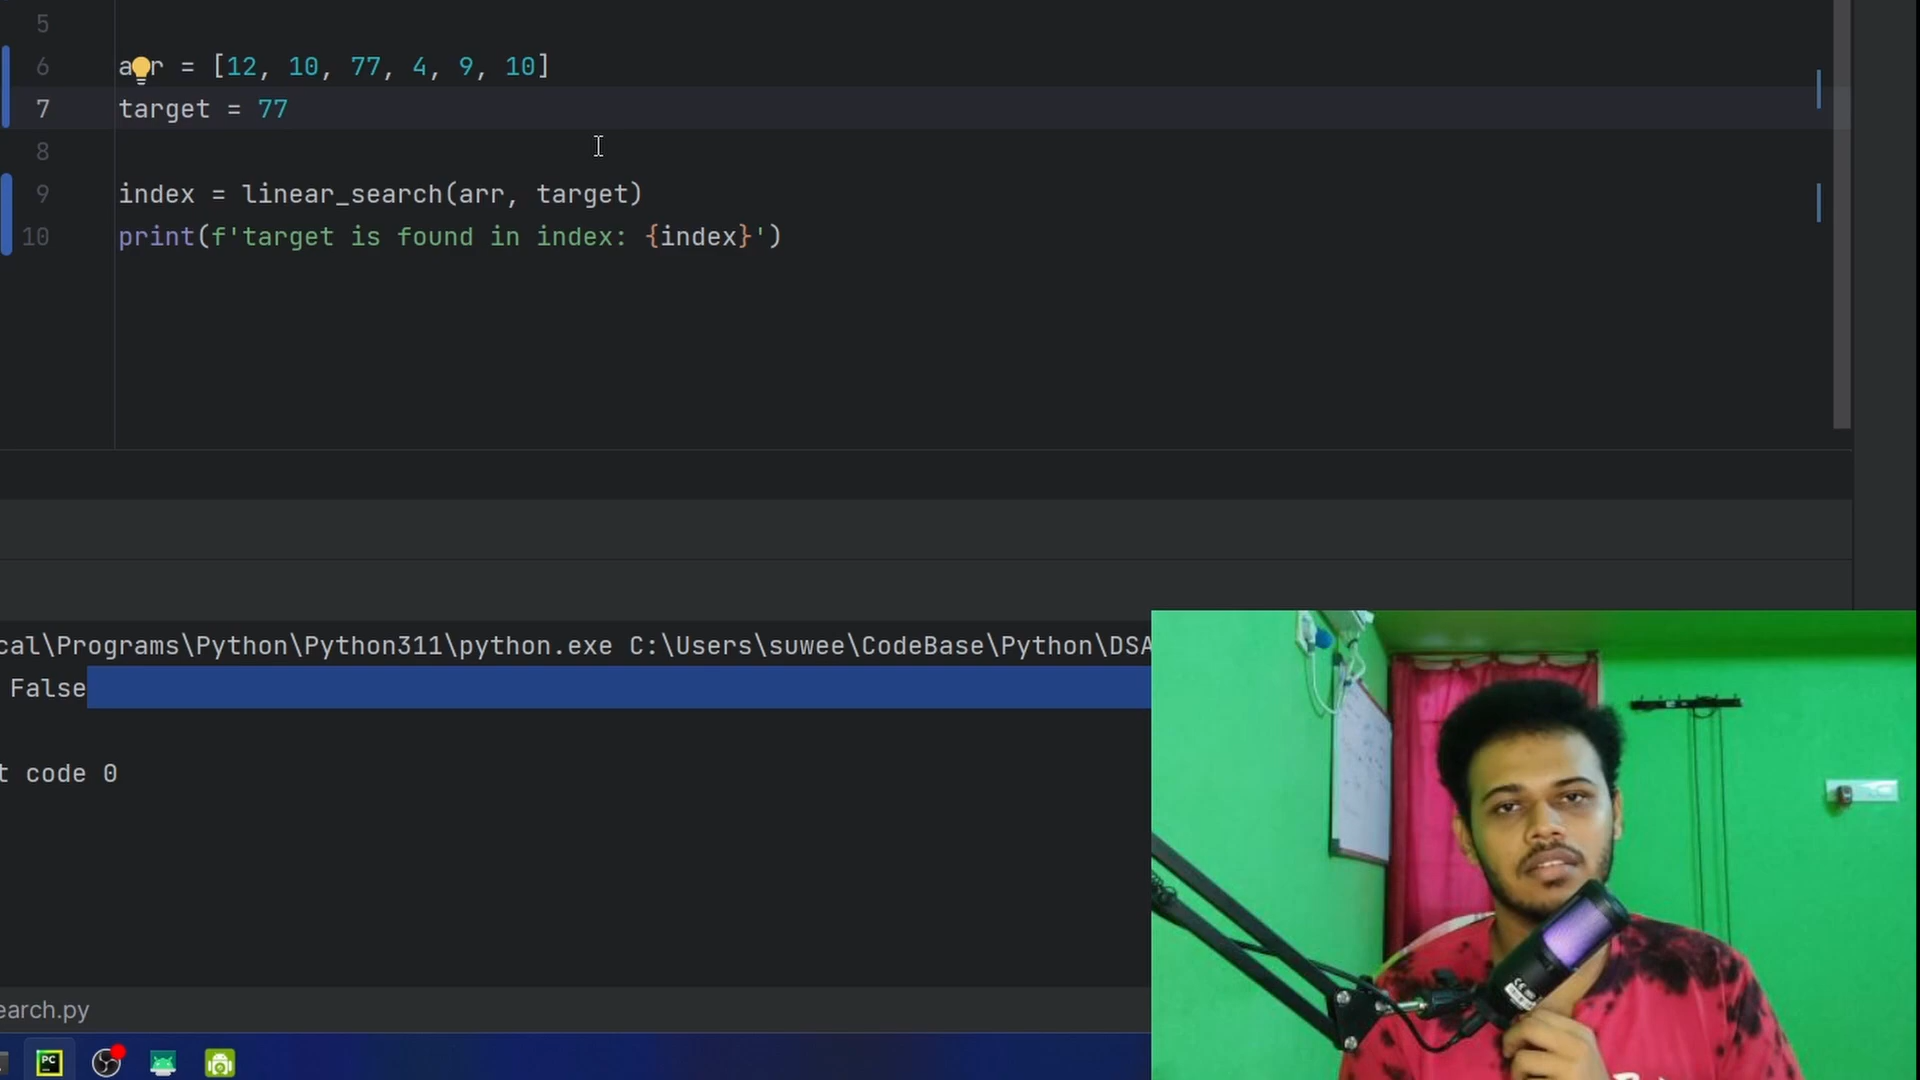 5
6 arr = [12, 10, 77, 4, 9, 10]
7 target = 77
8
9 index = linear_search(arr, target)
10 print(f'target is found in index: {index}')
cal\Programs\Python\Python311\python.exe C:\Users\suwee\CodeBase\Python\DSA
False
t code 0
earch.py
PC